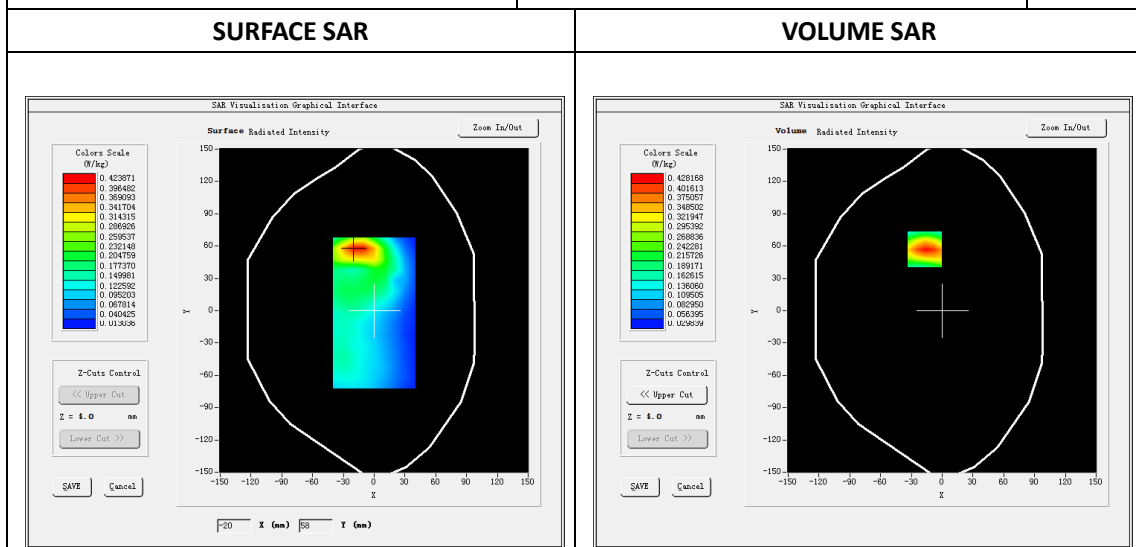 SURFACE SAR
VOLUME SAR
SAR Visualisation Graphical Interface
Surface Radiated Intensity
Zoom In/Out
Colors Scale
(W/kg)
0.423871
0.396482
0.369093
0.341704
0.314315
0.286926
0.259537
0.232148
0.204759
0.177370
0.149981
0.122592
0.095203
0.067814
0.040425
0.013036
Z-Cuts Control
<< Upper Cut
Z = 4.0 mm
Lower Cut >>
SAVE Cancel
150
120
90
60
30
0
-30
-60
-90
-120
-150
Y
-150 -120 -90 -60 -30 0 30 60 90 120 150
X
-20 X (mm) 58 Y (mm)
SAR Visualisation Graphical Interface
Volume Radiated Intensity
Zoom In/Out
Colors Scale
(W/kg)
0.428168
0.401613
0.375057
0.348502
0.321947
0.295392
0.268836
0.242281
0.215726
0.189171
0.162615
0.136060
0.109505
0.082950
0.056395
0.029839
Z-Cuts Control
<< Upper Cut
Z = 4.0 mm
Lower Cut >>
SAVE Cancel
150
120
90
60
30
0
-30
-60
-90
-120
-150
Y
-150 -120 -90 -60 -30 0 30 60 90 120 150
X